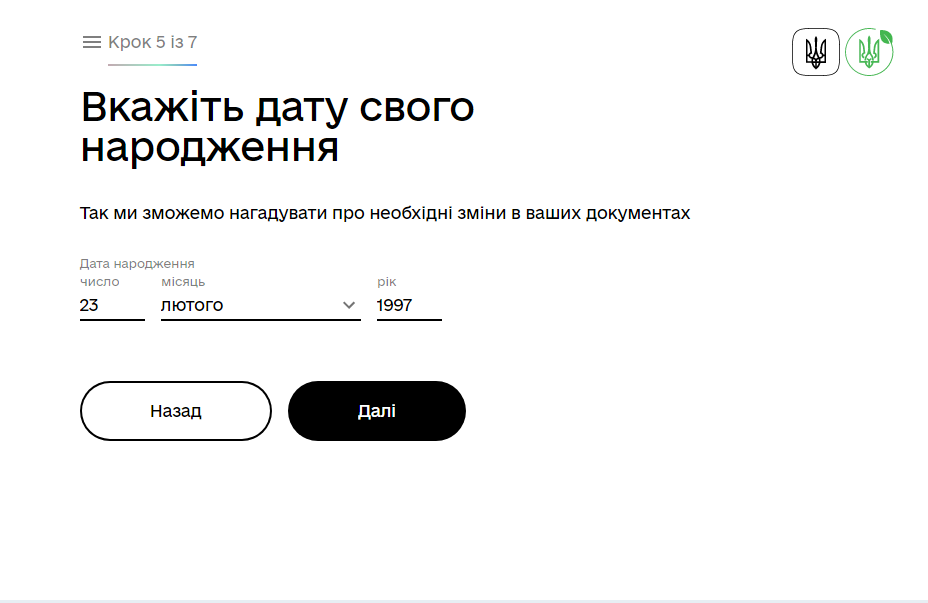 Крок 5 із 7
Вкажіть дату свого
народження
Так ми зможемо нагадувати про необхідні зміни в ваших документах
Дата народження
число місяць рік
23 лютого 1997
Назад Далі